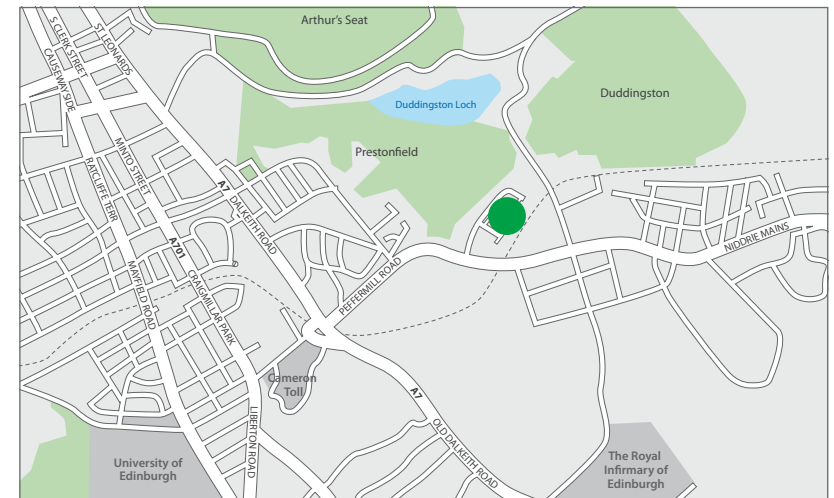 Arthur's Seat
S CLERK STREET
ST LEONARDS
CAUSEWAY SIDE
Duddingston Loch
Duddingston
Prestonfield
MINTO STREET
RATCLIFFE TERR
A7
DALKEITH ROAD
A701
NIDDRIE MAINS
MAYFIELD ROAD
CRAIGMILLAR PARK
PEFFERMILL ROAD
Cameron
Toll
A7
LIBERTON ROAD
OLD DALKEITH ROAD
University of
Edinburgh
The Royal
Infirmary of
Edinburgh